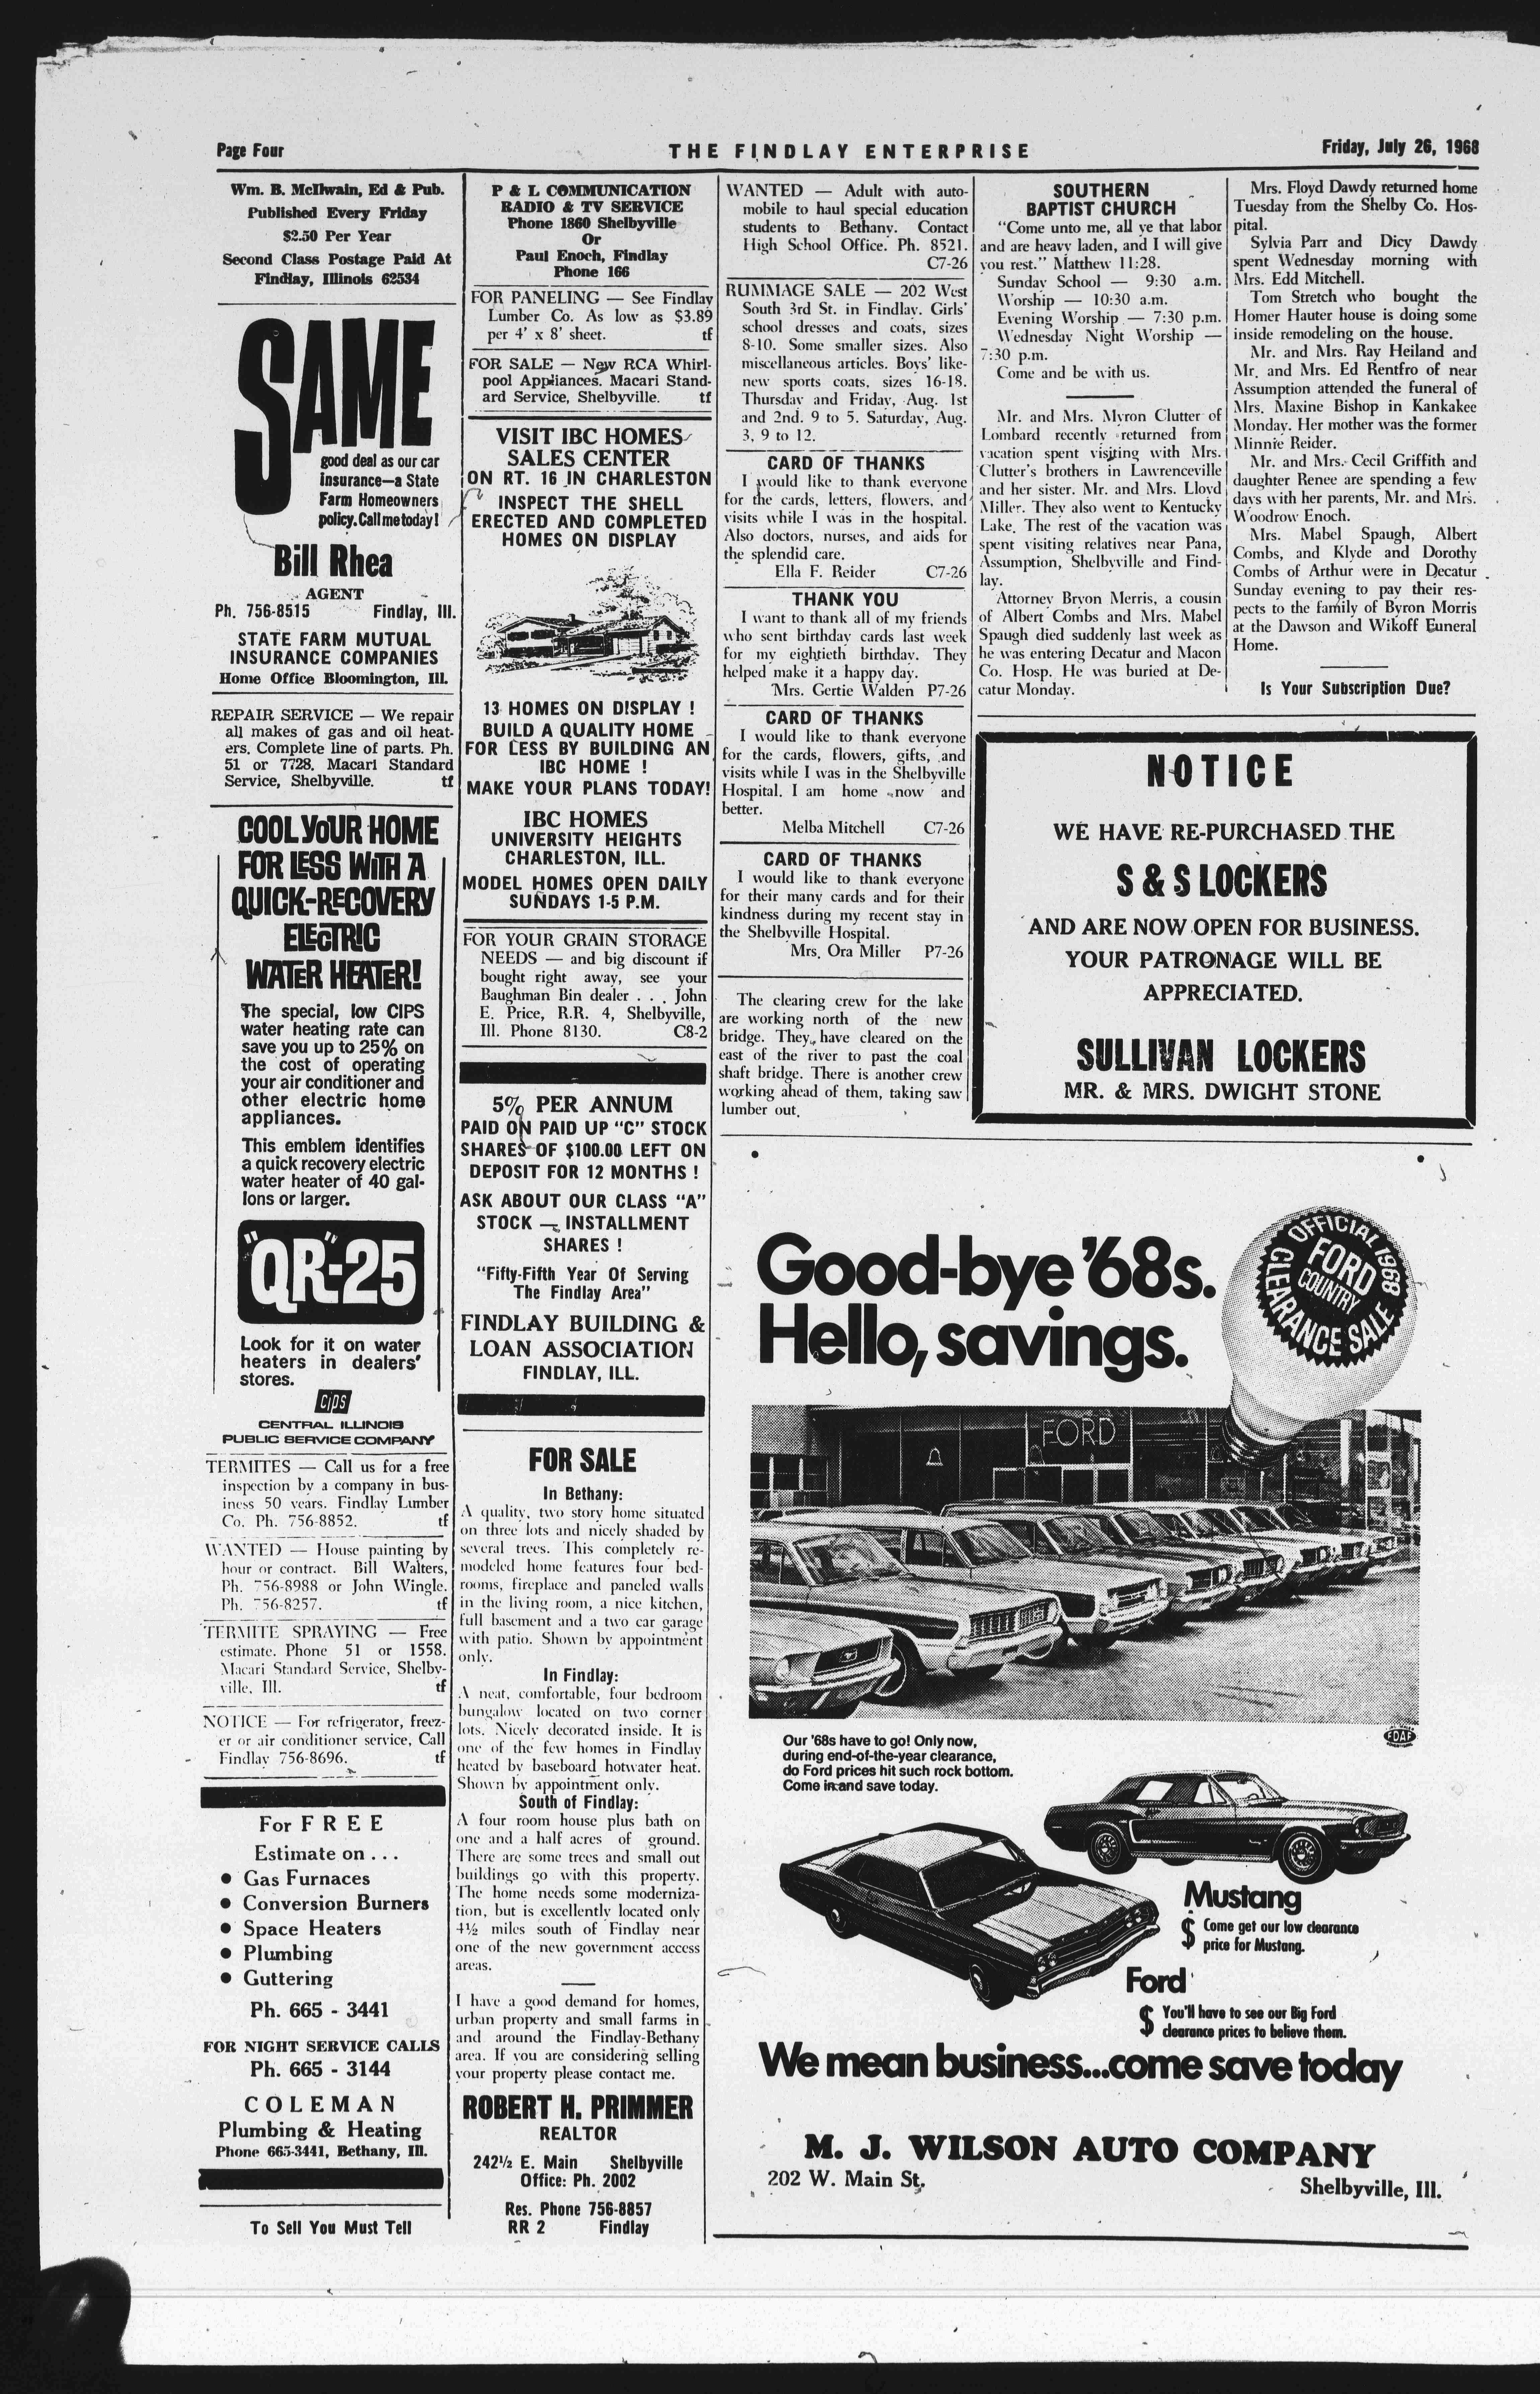 Page Four
THE FINDLAY ENTERPRISE
Friday, July 26, 1968
Wm. B. McIlwain, Ed & Pub.
Published Every Friday
$2.50 Per Year
Second Class Postage Paid At
Findlay, Illinois 62534
SAME
good deal as our car
insurance—a State
Farm Homeowners
policy. Call me today!
Bill Rhea
AGENT
Ph. 756-8515 Findlay, Ill.
STATE FARM MUTUAL
INSURANCE COMPANIES
Home Office Bloomington, Ill.
REPAIR SERVICE — We repair
all makes of gas and oil heat-
ers. Complete line of parts. Ph.
51 or 7728. Macari Standard
Service, Shelbyville. tf
COOL YOUR HOME
FOR LESS WITH A
QUICK-RECOVERY
ELECTRIC
WATER HEATER!
The special, low CIPS
water heating rate can
save you up to 25% on
the cost of operating
your air conditioner and
other electric home
appliances.
This emblem identifies
a quick recovery electric
water heater of 40 gal-
lons or larger.
"QR"-25
Look for it on water
heaters in dealers'
stores.
CIPS
CENTRAL ILLINOIS
PUBLIC SERVICE COMPANY
TERMITES — Call us for a free
inspection by a company in bus-
iness 50 years. Findlay Lumber
Co. Ph. 756-8852. tf
WANTED — House painting by
hour or contract. Bill Walters,
Ph. 756-8988 or John Wingle.
Ph. 756-8257. tf
TERMITE SPRAYING — Free
estimate. Phone 51 or 1558.
Macari Standard Service, Shelby-
ville, Ill. tf
NOTICE — For refrigerator, freez-
er or air conditioner service, Call
Findlay 756-8696. tf
For FREE
Estimate on . . .
● Gas Furnaces
● Conversion Burners
● Space Heaters
● Plumbing
● Guttering
Ph. 665 - 3441
FOR NIGHT SERVICE CALLS
Ph. 665 - 3144
COLEMAN
Plumbing & Heating
Phone 665-3441, Bethany, Ill.
To Sell You Must Tell
P & L COMMUNICATION
RADIO & TV SERVICE
Phone 1860 Shelbyville
Or
Paul Enoch, Findlay
Phone 166
FOR PANELING — See Findlay
Lumber Co. As low as $3.89
per 4' x 8' sheet. tf
FOR SALE — New RCA Whirl-
pool Appliances. Macari Stand-
ard Service, Shelbyville. tf
VISIT IBC HOMES
SALES CENTER
ON RT. 16 IN CHARLESTON
INSPECT THE SHELL
ERECTED AND COMPLETED
HOMES ON DISPLAY
13 HOMES ON DISPLAY !
BUILD A QUALITY HOME
FOR LESS BY BUILDING AN
IBC HOME !
MAKE YOUR PLANS TODAY!
IBC HOMES
UNIVERSITY HEIGHTS
CHARLESTON, ILL.
MODEL HOMES OPEN DAILY
SUNDAYS 1-5 P.M.
FOR YOUR GRAIN STORAGE
NEEDS — and big discount if
bought right away, see your
Baughman Bin dealer . . . John
E. Price, R.R. 4, Shelbyville,
Ill. Phone 8130. C8-2
5% PER ANNUM
PAID ON PAID UP "C" STOCK
SHARES OF $100.00 LEFT ON
DEPOSIT FOR 12 MONTHS !
ASK ABOUT OUR CLASS "A"
STOCK — INSTALLMENT
SHARES !
"Fifty-Fifth Year Of Serving
The Findlay Area"
FINDLAY BUILDING &
LOAN ASSOCIATION
FINDLAY, ILL.
FOR SALE
In Bethany:
A quality, two story home situated
on three lots and nicely shaded by
several trees. This completely re-
modeled home features four bed-
rooms, fireplace and paneled walls
in the living room, a nice kitchen,
full basement and a two car garage
with patio. Shown by appointment
only.
In Findlay:
A neat, comfortable, four bedroom
bungalow located on two corner
lots. Nicely decorated inside. It is
one of the few homes in Findlay
heated by baseboard hotwater heat.
Shown by appointment only.
South of Findlay:
A four room house plus bath on
one and a half acres of ground.
There are some trees and small out
buildings go with this property.
The home needs some moderniza-
tion, but is excellently located only
4½ miles south of Findlay near
one of the new government access
areas.
I have a good demand for homes,
urban property and small farms in
and around the Findlay-Bethany
area. If you are considering selling
your property please contact me.
ROBERT H. PRIMMER
REALTOR
242½ E. Main Shelbyville
Office: Ph. 2002
Res. Phone 756-8857
RR 2 Findlay
WANTED — Adult with auto-
mobile to haul special education
students to Bethany. Contact
High School Office. Ph. 8521.
C7-26
RUMMAGE SALE — 202 West
South 3rd St. in Findlay. Girls'
school dresses and coats, sizes
8-10. Some smaller sizes. Also
miscellaneous articles. Boys' like-
new sports coats, sizes 16-18.
Thursday and Friday, Aug. 1st
and 2nd. 9 to 5. Saturday, Aug.
3, 9 to 12.
CARD OF THANKS
I would like to thank everyone
for the cards, letters, flowers, and
visits while I was in the hospital.
Also doctors, nurses, and aids for
the splendid care.
Ella F. Reider C7-26
THANK YOU
I want to thank all of my friends
who sent birthday cards last week
for my eightieth birthday. They
helped make it a happy day.
Mrs. Gertie Walden P7-26
CARD OF THANKS
I would like to thank everyone
for the cards, flowers, gifts, and
visits while I was in the Shelbyville
Hospital. I am home now and
better.
Melba Mitchell C7-26
CARD OF THANKS
I would like to thank everyone
for their many cards and for their
kindness during my recent stay in
the Shelbyville Hospital.
Mrs. Ora Miller P7-26
The clearing crew for the lake
are working north of the new
bridge. They have cleared on the
east of the river to past the coal
shaft bridge. There is another crew
working ahead of them, taking saw
lumber out.
SOUTHERN
BAPTIST CHURCH
"Come unto me, all ye that labor
and are heavy laden, and I will give
you rest." Matthew 11:28.
Sunday School — 9:30 a.m.
Worship — 10:30 a.m.
Evening Worship — 7:30 p.m.
Wednesday Night Worship —
7:30 p.m.
Come and be with us.
Mr. and Mrs. Myron Clutter of
Lombard recently returned from
vacation spent visiting with Mrs.
Clutter's brothers in Lawrenceville
and her sister. Mr. and Mrs. Lloyd
Miller. They also went to Kentucky
Lake. The rest of the vacation was
spent visiting relatives near Pana,
Assumption, Shelbyville and Find-
lay.
Attorney Bryon Merris, a cousin
of Albert Combs and Mrs. Mabel
Spaugh died suddenly last week as
he was entering Decatur and Macon
Co. Hosp. He was buried at De-
catur Monday.
Mrs. Floyd Dawdy returned home
Tuesday from the Shelby Co. Hos-
pital.
Sylvia Parr and Dicy Dawdy
spent Wednesday morning with
Mrs. Edd Mitchell.
Tom Stretch who bought the
Homer Hauter house is doing some
inside remodeling on the house.
Mr. and Mrs. Ray Heiland and
Mr. and Mrs. Ed Rentfro of near
Assumption attended the funeral of
Mrs. Maxine Bishop in Kankakee
Monday. Her mother was the former
Minnie Reider.
Mr. and Mrs. Cecil Griffith and
daughter Renee are spending a few
days with her parents, Mr. and Mrs.
Woodrow Enoch.
Mrs. Mabel Spaugh, Albert
Combs, and Klyde and Dorothy
Combs of Arthur were in Decatur
Sunday evening to pay their res-
pects to the family of Byron Morris
at the Dawson and Wikoff Funeral
Home.
Is Your Subscription Due?
NOTICE
WE HAVE RE-PURCHASED THE
S & S LOCKERS
AND ARE NOW OPEN FOR BUSINESS.
YOUR PATRONAGE WILL BE
APPRECIATED.
SULLIVAN LOCKERS
MR. & MRS. DWIGHT STONE
Good-bye '68s.
Hello, savings.
OFFICIAL 1968
FORD
COUNTRY
CLEARANCE SALE
FORD
Our '68s have to go! Only now,
during end-of-the-year clearance,
do Ford prices hit such rock bottom.
Come in and save today.
FDAF
Mustang
$ Come get our low clearance
price for Mustang.
Ford
$ You'll have to see our Big Ford
clearance prices to believe them.
We mean business...come save today
M. J. WILSON AUTO COMPANY
202 W. Main St.
Shelbyville, Ill.